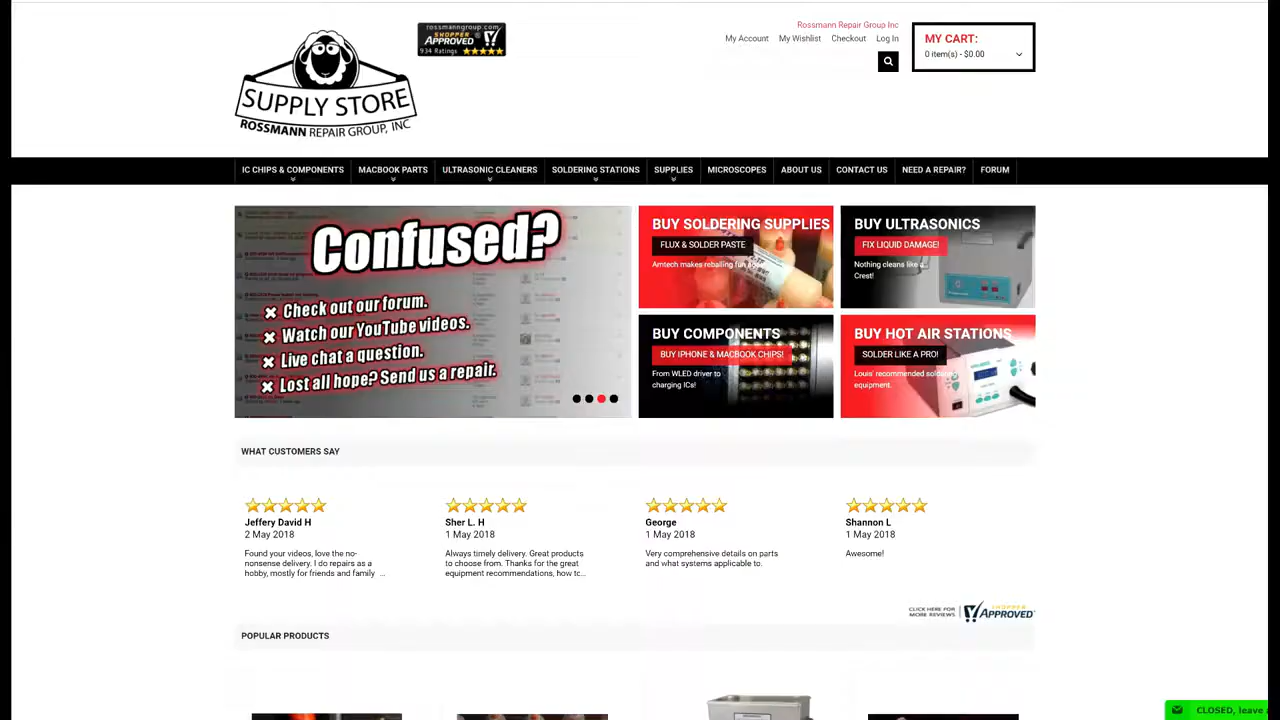 SUPPLY STORE
ROSSMANN REPAIR GROUP, INC
rossmanngroup.com
SHOPPER
APPROVED
934 Ratings
Rossmann Repair Group Inc
My Account My Wishlist Checkout Log In
MY CART:
0 item(s) - $0.00
IC CHIPS & COMPONENTS MACBOOK PARTS ULTRASONIC CLEANERS SOLDERING STATIONS SUPPLIES MICROSCOPES ABOUT US CONTACT US NEED A REPAIR? FORUM
Confused?
Check out our forum.
Watch our YouTube videos.
Live chat a question.
Lost all hope? Send us a repair.
BUY SOLDERING SUPPLIES
FLUX & SOLDER PASTE
Amtech makes reballing fun again
BUY ULTRASONICS
FIX LIQUID DAMAGE!
Nothing cleans like a
Crest!
BUY COMPONENTS
BUY IPHONE & MACBOOK CHIPS!
From WLED driver to
charging ICs!
BUY HOT AIR STATIONS
SOLDER LIKE A PRO!
Louis' recommended soldering
equipment.
WHAT CUSTOMERS SAY
Jeffery David H
2 May 2018
Found your videos, love the no-
nonsense delivery. I do repairs as a
hobby, mostly for friends and family ...
Sher L. H
1 May 2018
Always timely delivery. Great products
to choose from. Thanks for the great
equipment recommendations, how tc...
George
1 May 2018
Very comprehensive details on parts
and what systems applicable to.
Shannon L
1 May 2018
Awesome!
CLICK HERE FOR
MORE REVIEWS
SHOPPER
APPROVED
POPULAR PRODUCTS
CLOSED, leave